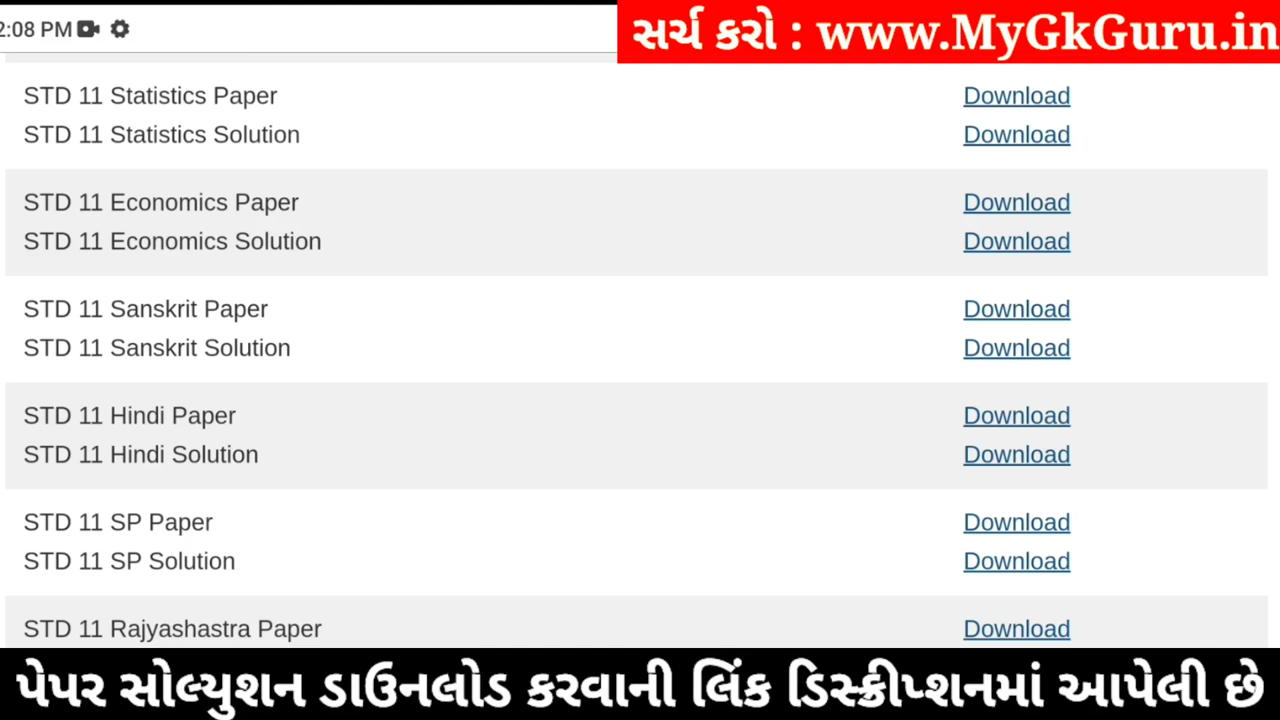 2:08 PM
સર્ચ કરો : www.MyGkGuru.in
STD 11 Statistics Paper Download
STD 11 Statistics Solution Download
STD 11 Economics Paper Download
STD 11 Economics Solution Download
STD 11 Sanskrit Paper Download
STD 11 Sanskrit Solution Download
STD 11 Hindi Paper Download
STD 11 Hindi Solution Download
STD 11 SP Paper Download
STD 11 SP Solution Download
STD 11 Rajyashastra Paper Download
પેપર સોલ્યુશન ડાઉનલોડ કરવાની લિંક ડિસ્ક્રીપ્શનમાં આપેલી છે